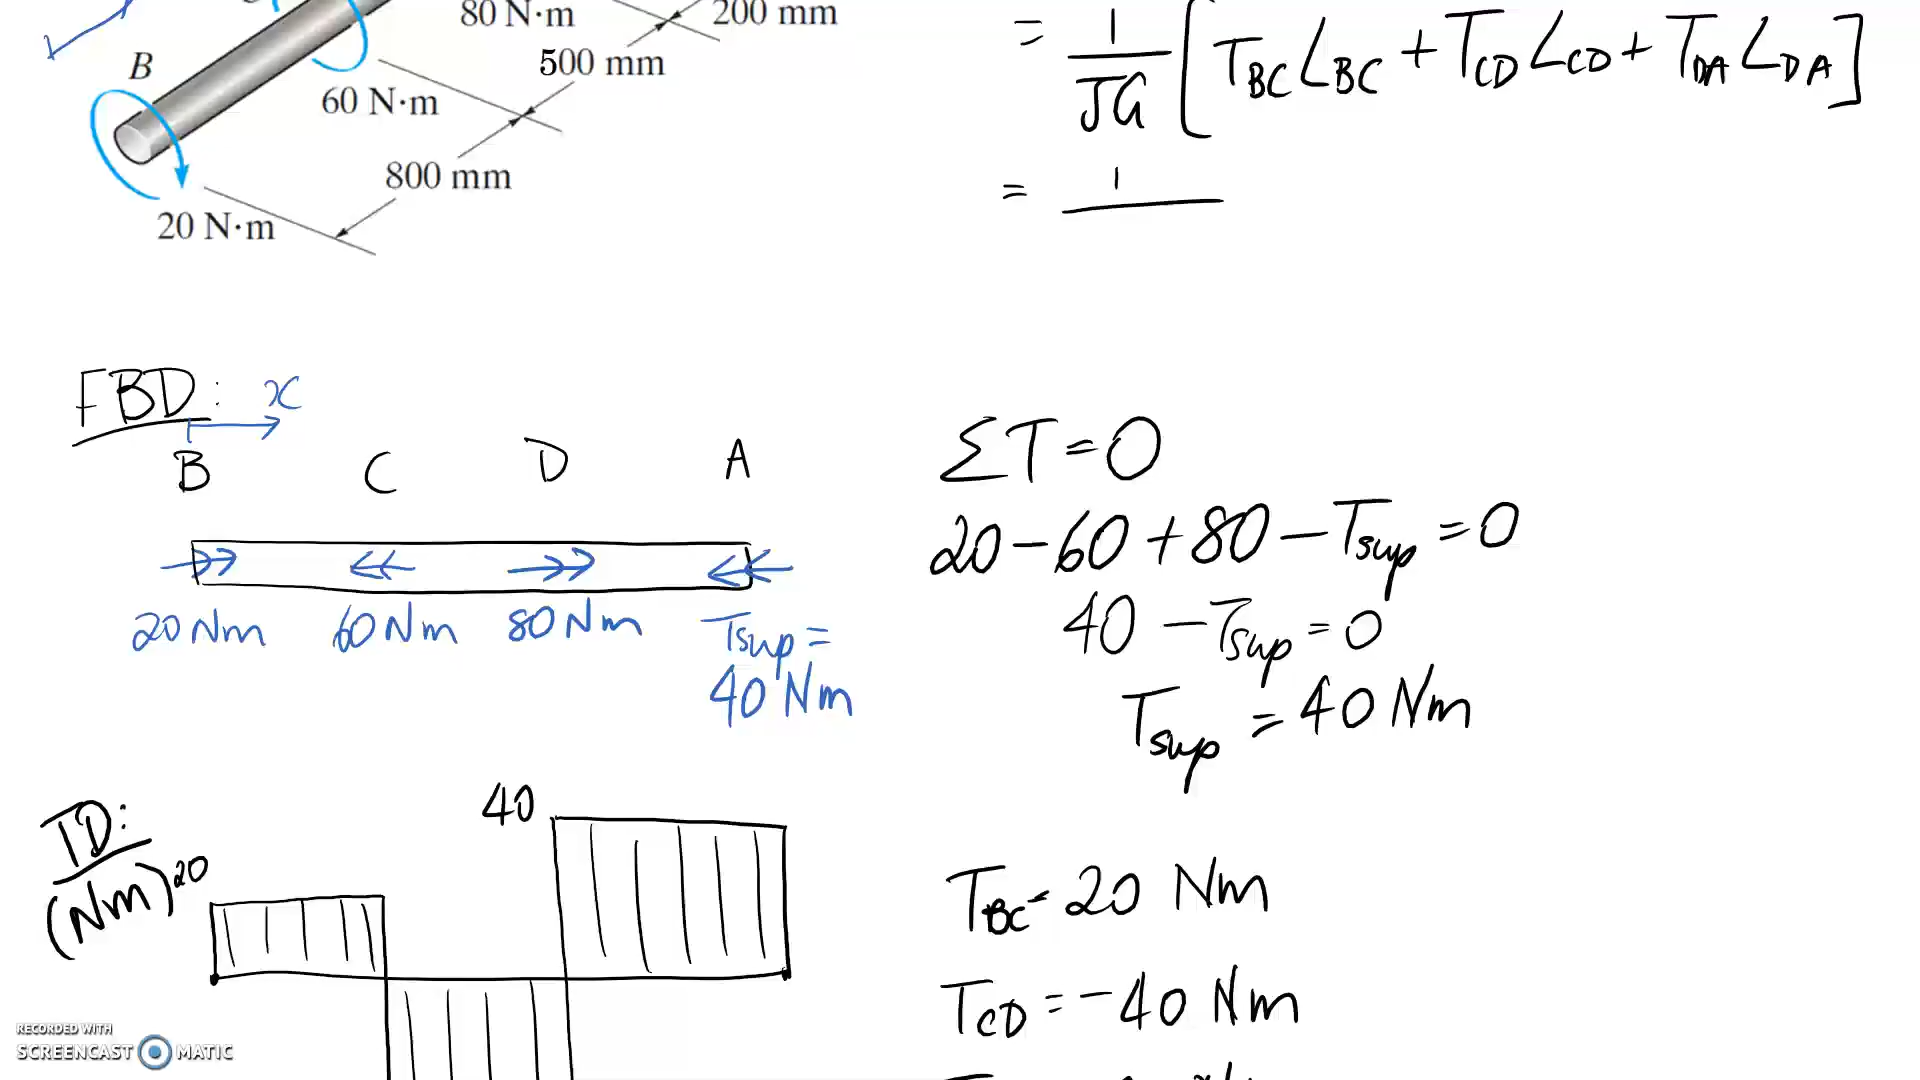 80 N·m
200 mm
500 mm
B
60 N·m
800 mm
20 N·m
= 1/JG [T_BC L_BC + T_CD L_CD + T_DA L_DA]
= 1
FBD: x
B C D A
20 Nm 60 Nm 80 Nm T_sup =
40 Nm
ΣT = 0
20 - 60 + 80 - T_sup = 0
40 - T_sup = 0
T_sup = 40 Nm
TD:
(Nm) 20
40
T_BC = 20 Nm
T_CD = -40 Nm
RECORDED WITH
SCREENCAST MATIC